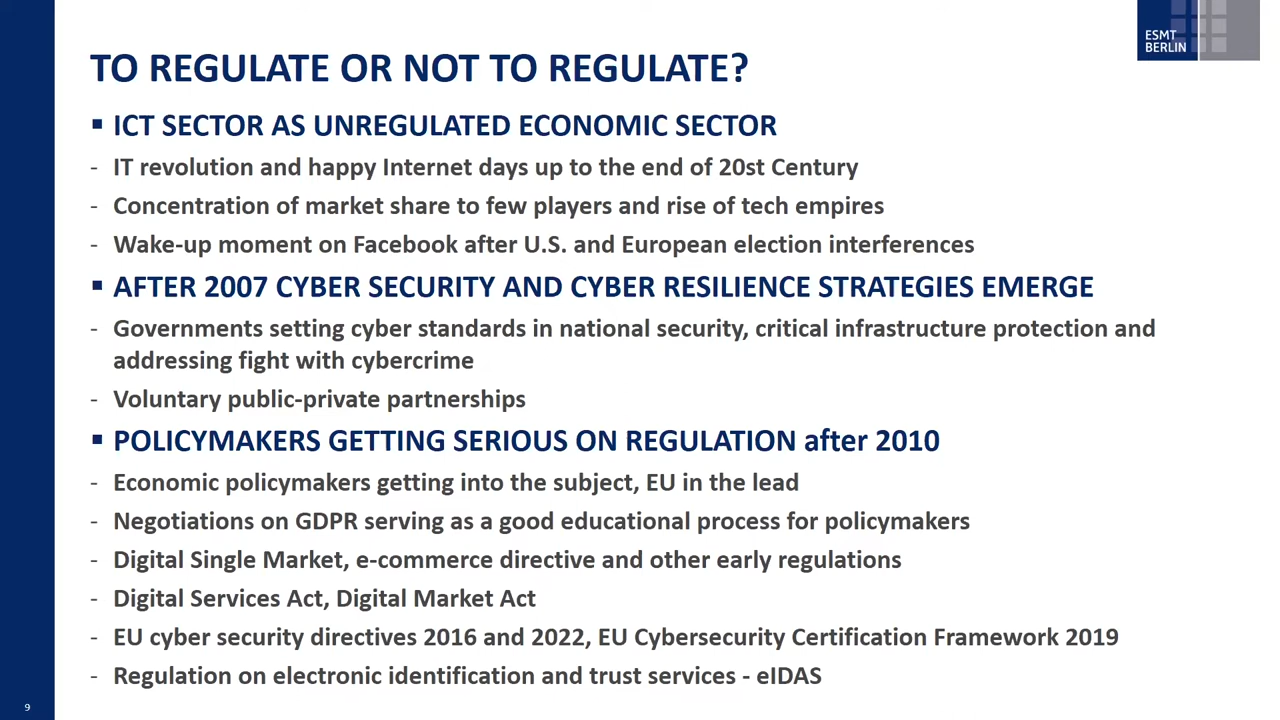 ESMT
BERLIN
TO REGULATE OR NOT TO REGULATE?
▪ ICT SECTOR AS UNREGULATED ECONOMIC SECTOR
- IT revolution and happy Internet days up to the end of 20st Century
- Concentration of market share to few players and rise of tech empires
- Wake-up moment on Facebook after U.S. and European election interferences
▪ AFTER 2007 CYBER SECURITY AND CYBER RESILIENCE STRATEGIES EMERGE
- Governments setting cyber standards in national security, critical infrastructure protection and
addressing fight with cybercrime
- Voluntary public-private partnerships
▪ POLICYMAKERS GETTING SERIOUS ON REGULATION after 2010
- Economic policymakers getting into the subject, EU in the lead
- Negotiations on GDPR serving as a good educational process for policymakers
- Digital Single Market, e-commerce directive and other early regulations
- Digital Services Act, Digital Market Act
- EU cyber security directives 2016 and 2022, EU Cybersecurity Certification Framework 2019
- Regulation on electronic identification and trust services - eIDAS
9